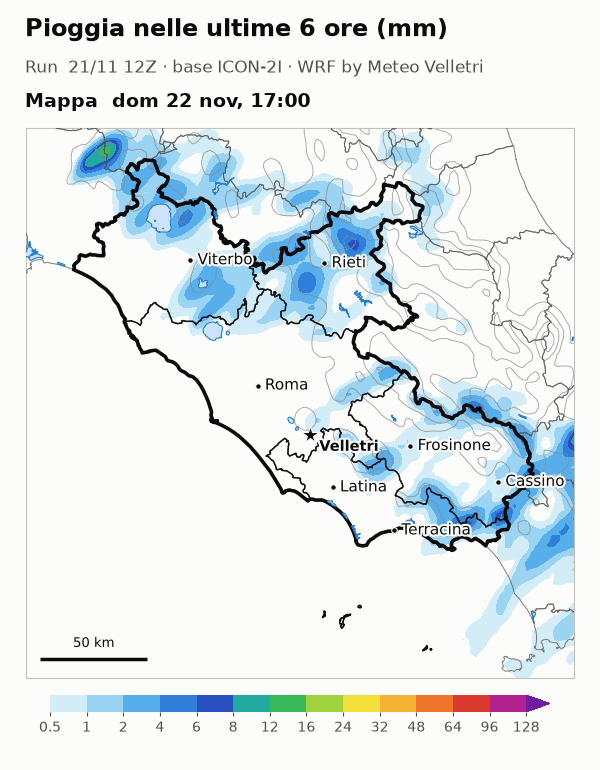 Pioggia nelle ultime 6 ore (mm)
Run  21/11 12Z · base ICON-2I · WRF by Meteo Velletri
Mappa  dom 22 nov, 17:00
Viterbo
Rieti
Roma
Velletri
Frosinone
Latina
Cassino
Terracina
50 km
0.5 1 2 4 6 8 12 16 24 32 48 64 96 128